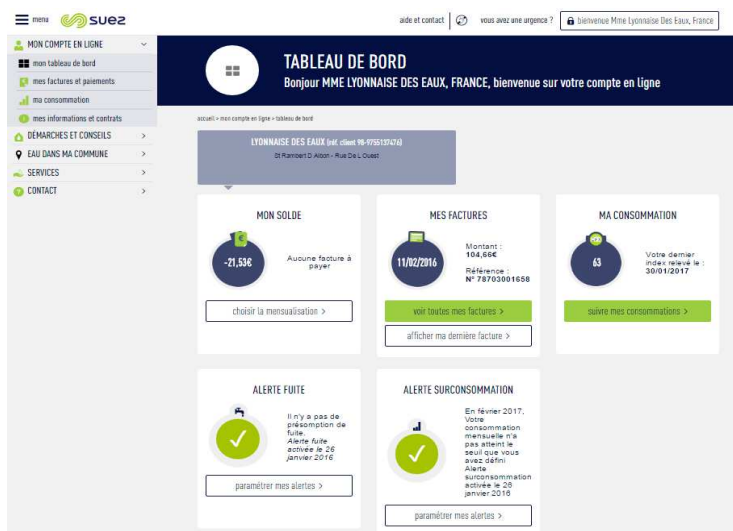 menu
suez
aide et contact
vous avez une urgence ?
bienvenue Mme Lyonnaise Des Eaux, France
MON COMPTE EN LIGNE
mon tableau de bord
mes factures et paiements
ma consommation
mes informations et contrats
DÉMARCHES ET CONSEILS
EAU DANS MA COMMUNE
SERVICES
CONTACT
TABLEAU DE BORD
Bonjour MME LYONNAISE DES EAUX, FRANCE, bienvenue sur votre compte en ligne
accueil > mon compte en ligne > tableau de bord
LYONNAISE DES EAUX (réf. client 98-9755137476)
St Rambert D Albon - Rue De L Ouest
MON SOLDE
-21,53€
Aucune facture à
payer
choisir la mensualisation >
MES FACTURES
11/02/2016
Montant :
104,66€
Référence :
N° 78703001658
voir toutes mes factures >
afficher ma dernière facture >
MA CONSOMMATION
63
Votre dernier
index relevé le :
30/01/2017
suivre mes consommations >
ALERTE FUITE
Il n'y a pas de
présomption de
fuite.
Alerte fuite
activée le 26
janvier 2016
paramétrer mes alertes >
ALERTE SURCONSOMMATION
En février 2017,
Votre
consommation
mensuelle n'a
pas atteint le
seuil que vous
avez défini
Alerte
surconsommation
activée le 26
janvier 2016
paramétrer mes alertes >